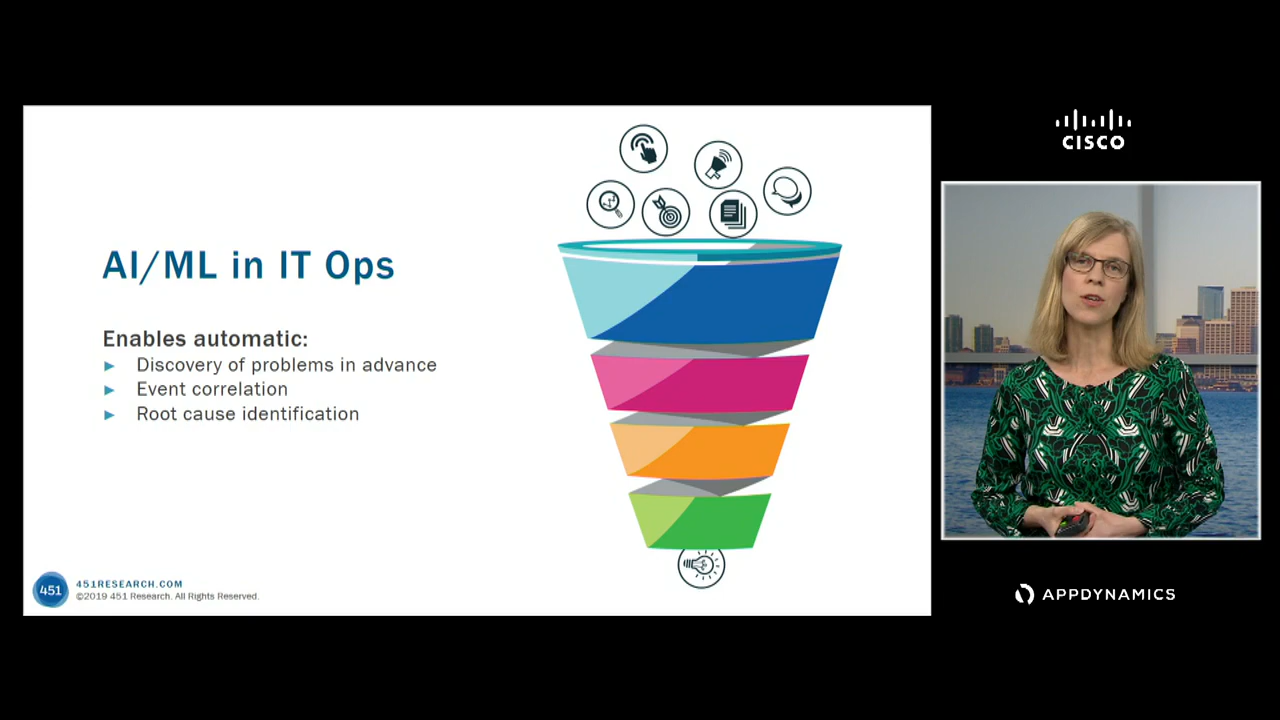 AI/ML in IT Ops
Enables automatic:
► Discovery of problems in advance
► Event correlation
► Root cause identification
451
451RESEARCH.COM
©2019 451 Research. All Rights Reserved.
CISCO
APPDYNAMICS